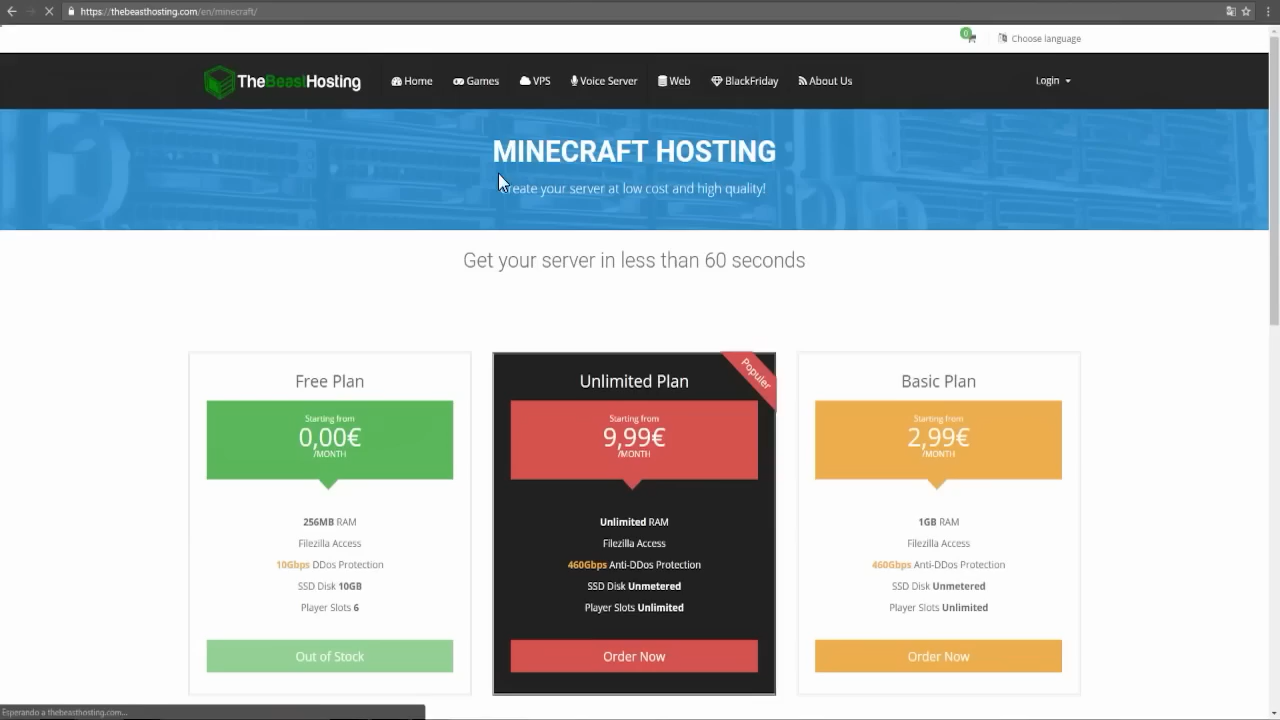 https://thebeasthosting.com/en/minecraft/
0
Choose language
TheBeastHosting
Home
Games
VPS
Voice Server
Web
BlackFriday
About Us
Login
MINECRAFT HOSTING
Create your server at low cost and high quality!
Get your server in less than 60 seconds
Free Plan
Starting from
0,00€
/MONTH
256MB RAM
Filezilla Access
10Gbps DDos Protection
SSD Disk 10GB
Player Slots 6
Out of Stock
Populer
Unlimited Plan
Starting from
9,99€
/MONTH
Unlimited RAM
Filezilla Access
460Gbps Anti-DDos Protection
SSD Disk Unmetered
Player Slots Unlimited
Order Now
Basic Plan
Starting from
2,99€
/MONTH
1GB RAM
Filezilla Access
460Gbps Anti-DDos Protection
SSD Disk Unmetered
Player Slots Unlimited
Order Now
Esperando a thebeasthosting.com...